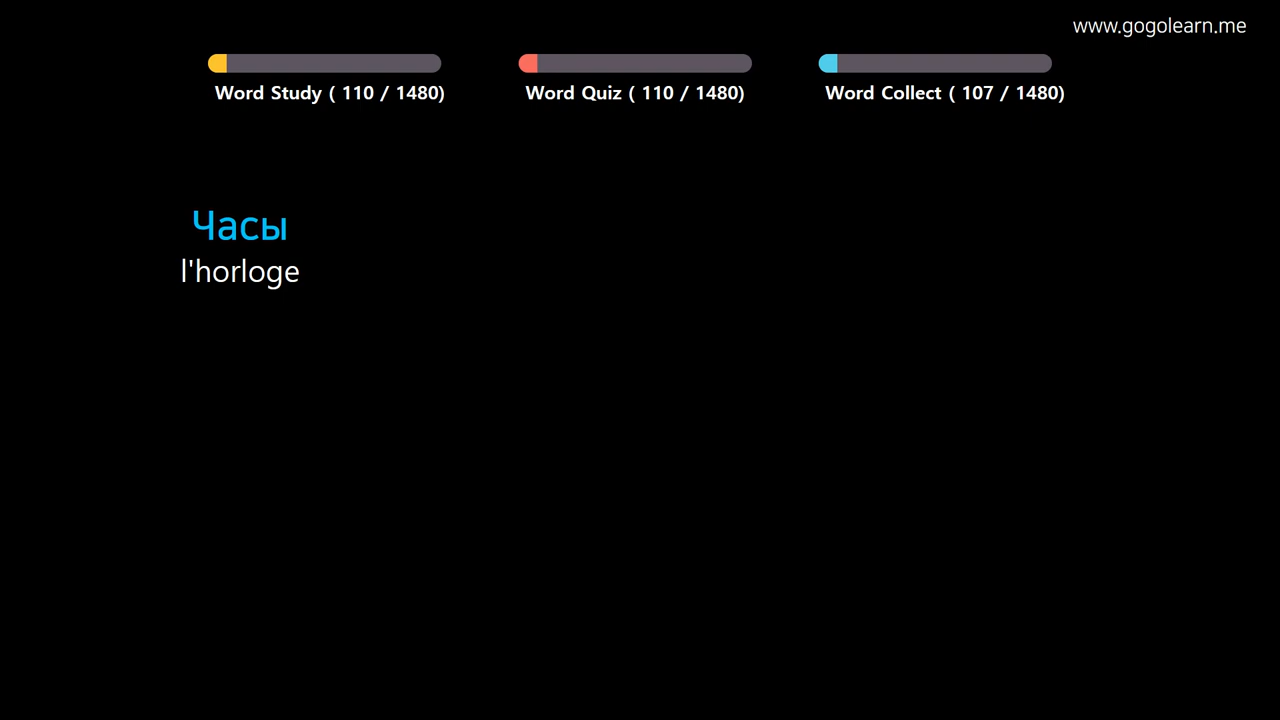 www.gogolearn.me
Word Study ( 110 / 1480)
Word Quiz ( 110 / 1480)
Word Collect ( 107 / 1480)
Часы
l'horloge